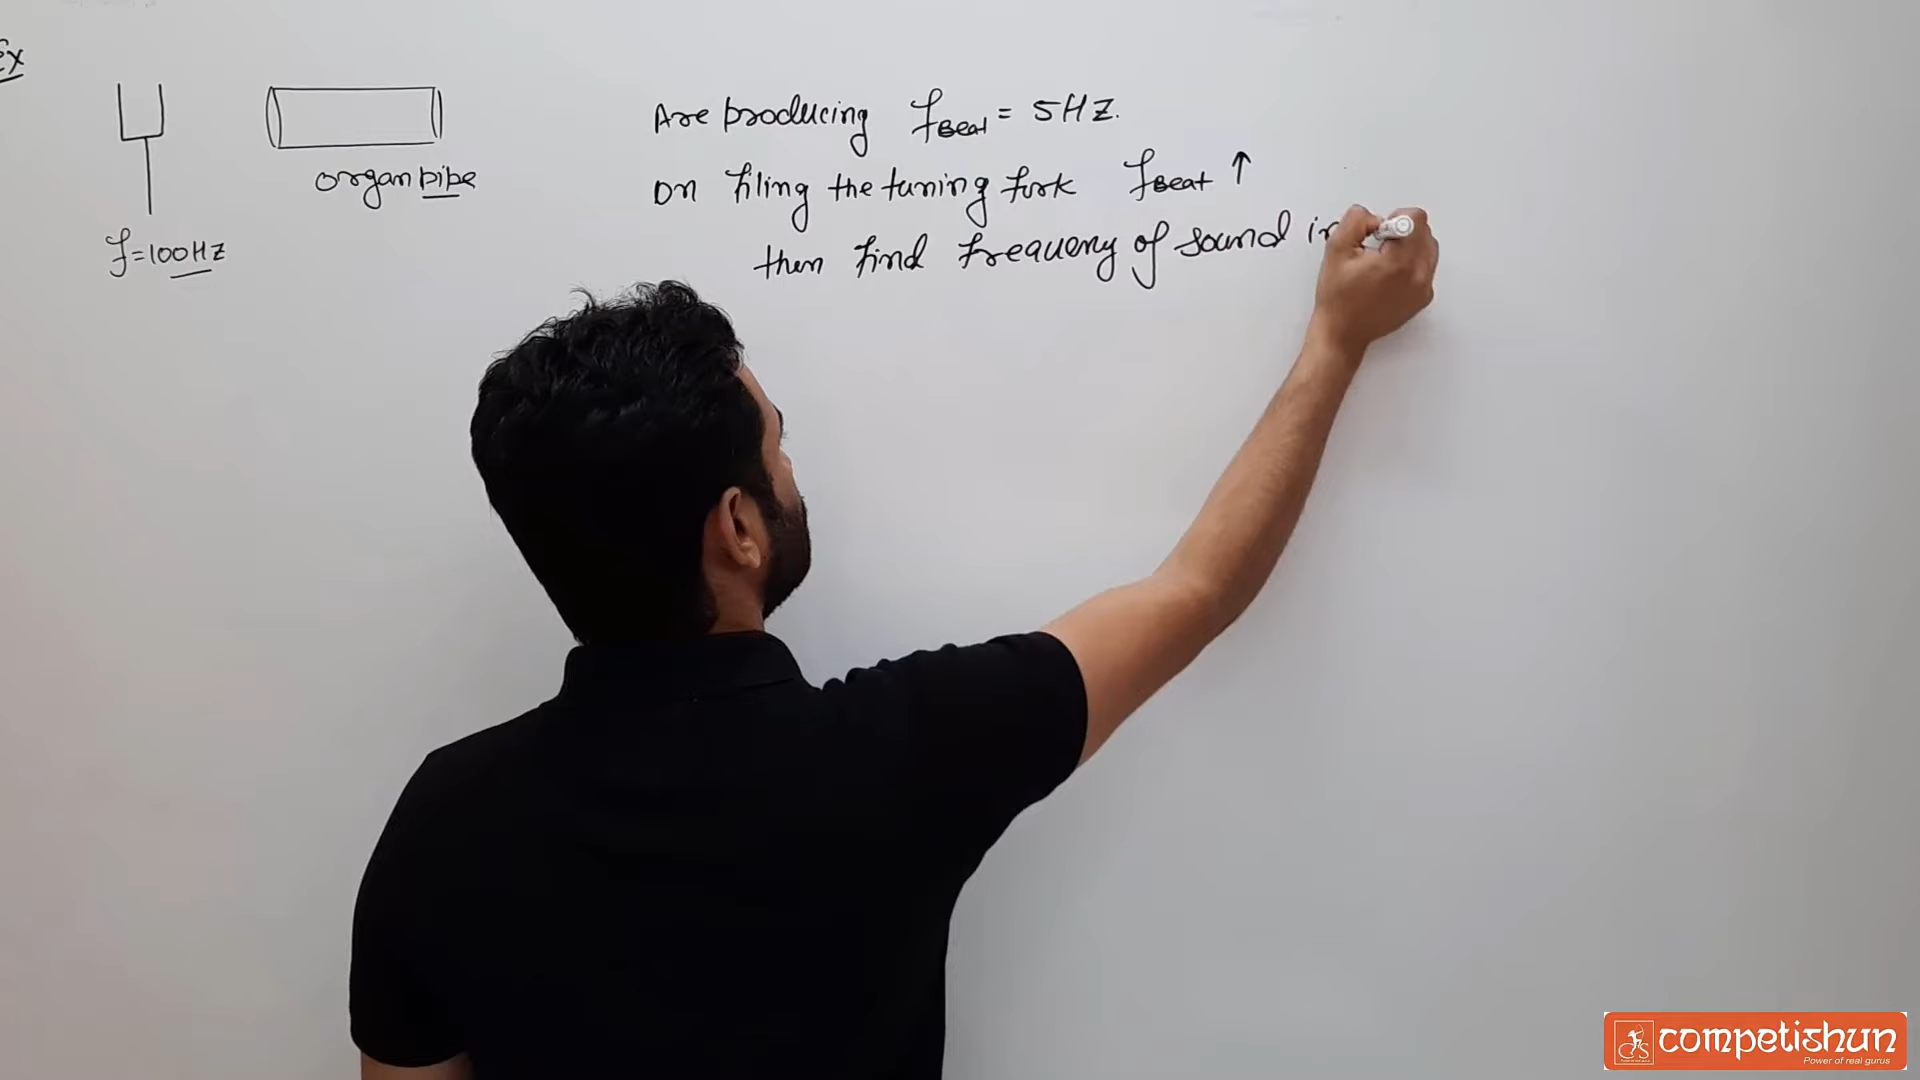 Ex
f=100HZ
organ pipe
Are producing fBeat = 5HZ.
on filing the tuning fork fBeat ↑
then find frequency of sound in
competishun
Power of real gurus